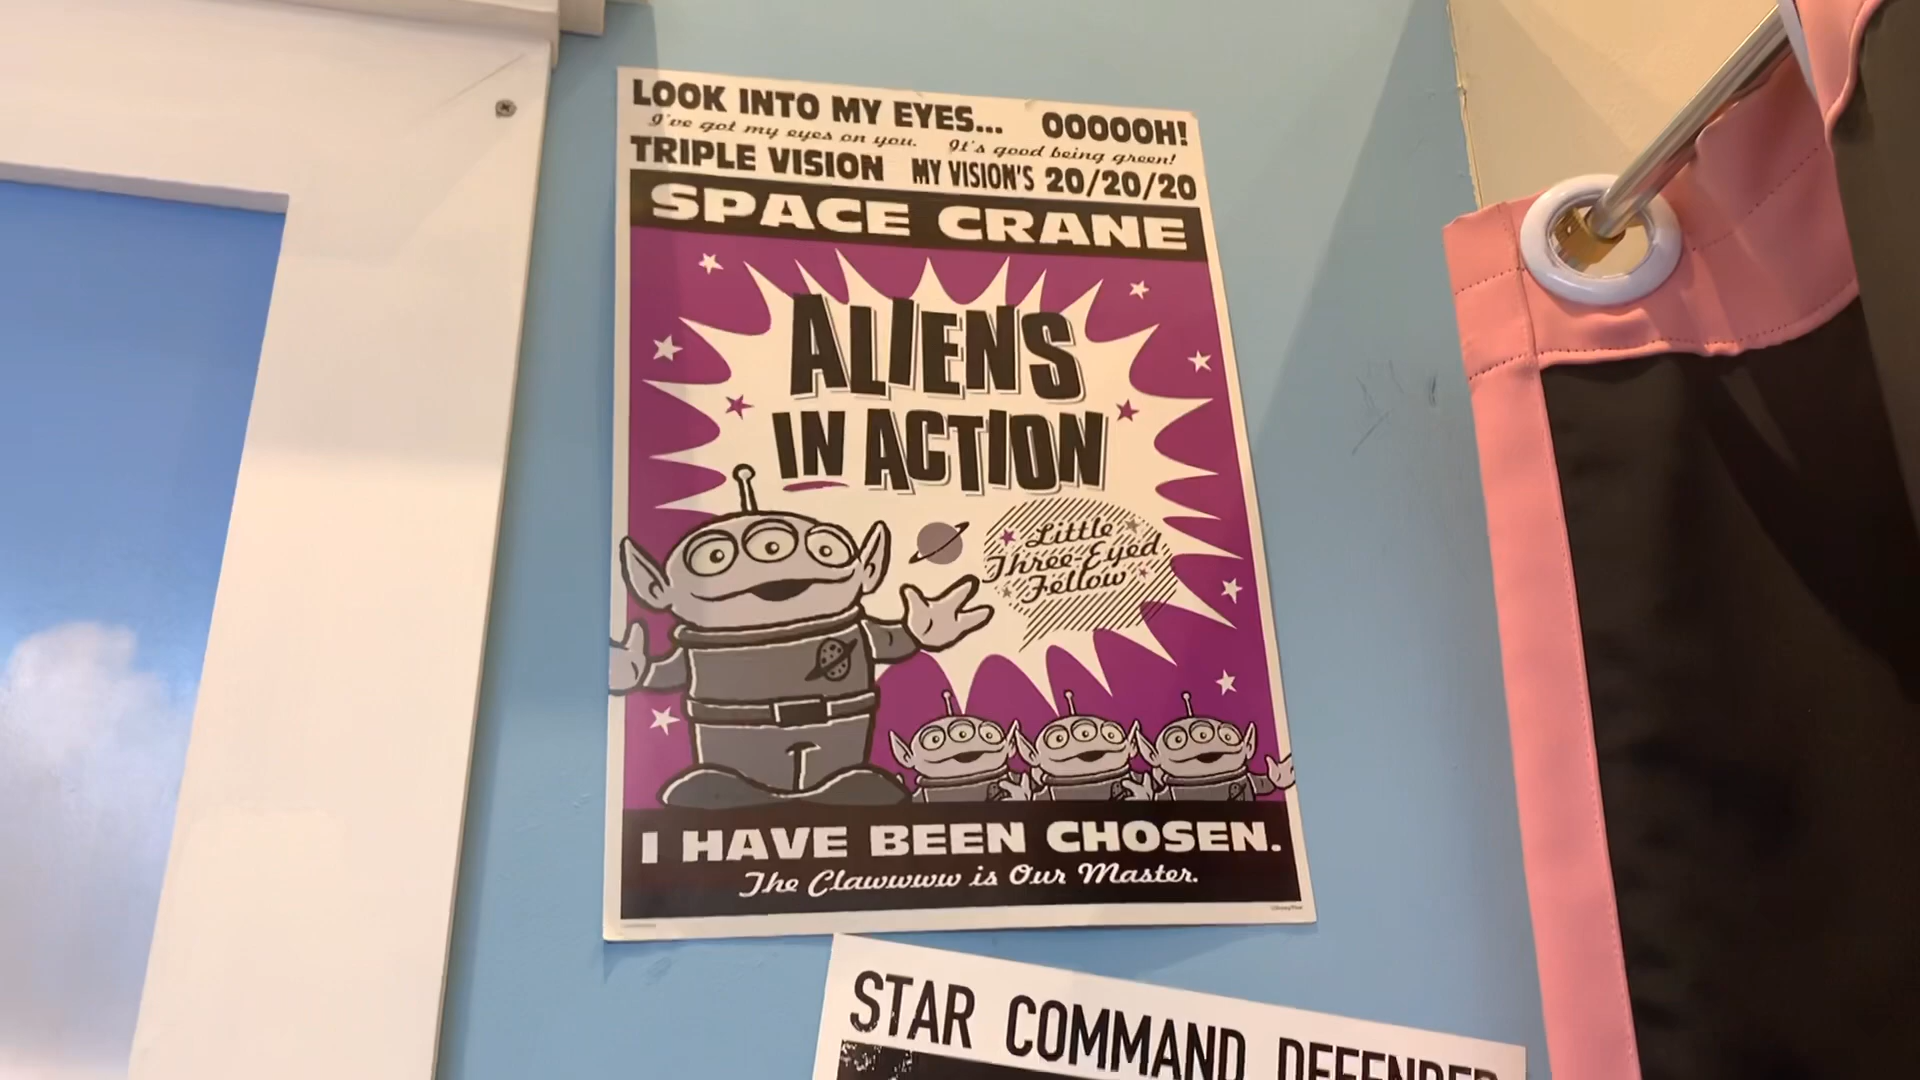 LOOK INTO MY EYES... OOOOOH!
I've got my eyes on you. It's good being green!
TRIPLE VISION MY VISION'S 20/20/20
SPACE CRANE
ALIENS
IN ACTION
Little
Three-Eyed
Fellow
I HAVE BEEN CHOSEN.
The Clawwww is Our Master.
STAR COMMAND DEFENDER